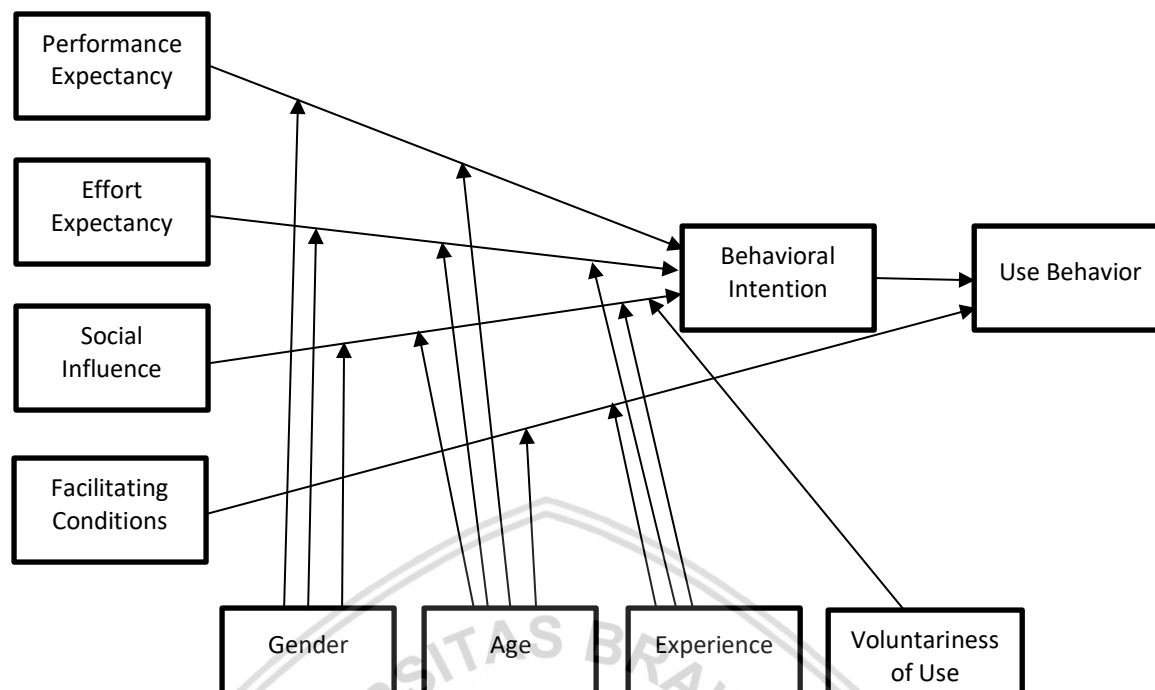 Performance
Expectancy
Effort
Expectancy
Social
Influence
Facilitating
Conditions
Behavioral
Intention
Use Behavior
Gender
Age
Experience
Voluntariness
of Use